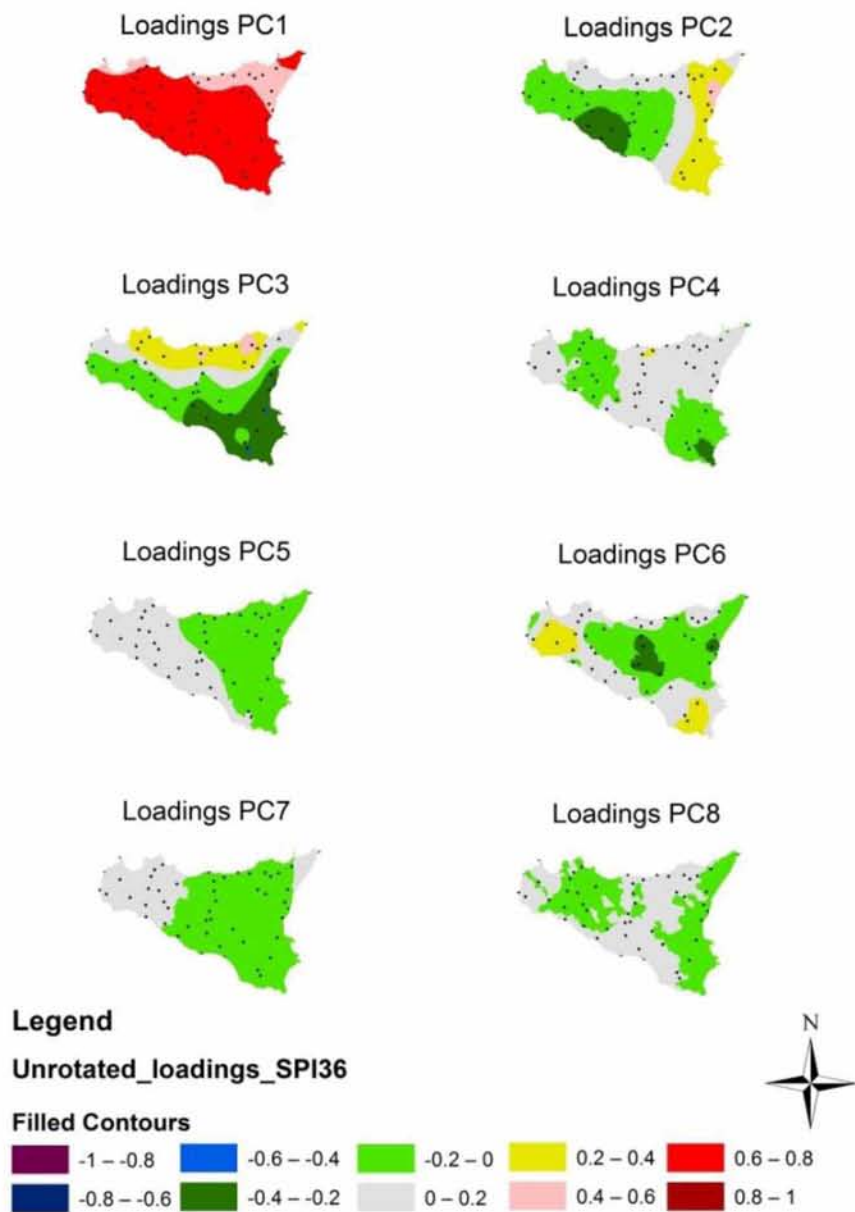 Loadings PC1
Loadings PC2
Loadings PC3
Loadings PC4
Loadings PC5
Loadings PC6
Loadings PC7
Loadings PC8
Legend
N
Unrotated_loadings_SPI36
Filled Contours
-1 – -0.8
-0.6 – -0.4
-0.2 – 0
0.2 – 0.4
0.6 – 0.8
-0.8 – -0.6
-0.4 – -0.2
0 – 0.2
0.4 – 0.6
0.8 – 1